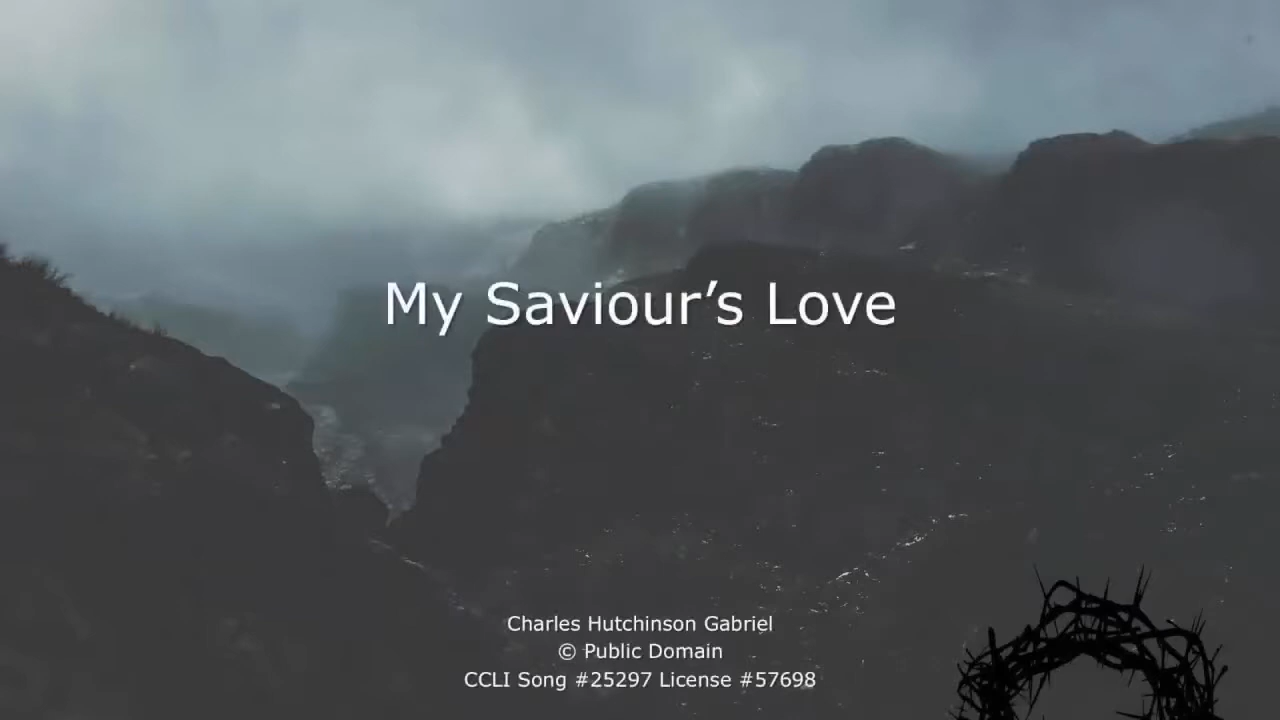 My Saviour’s Love
Charles Hutchinson Gabriel
© Public Domain
CCLI Song #25297 License #57698